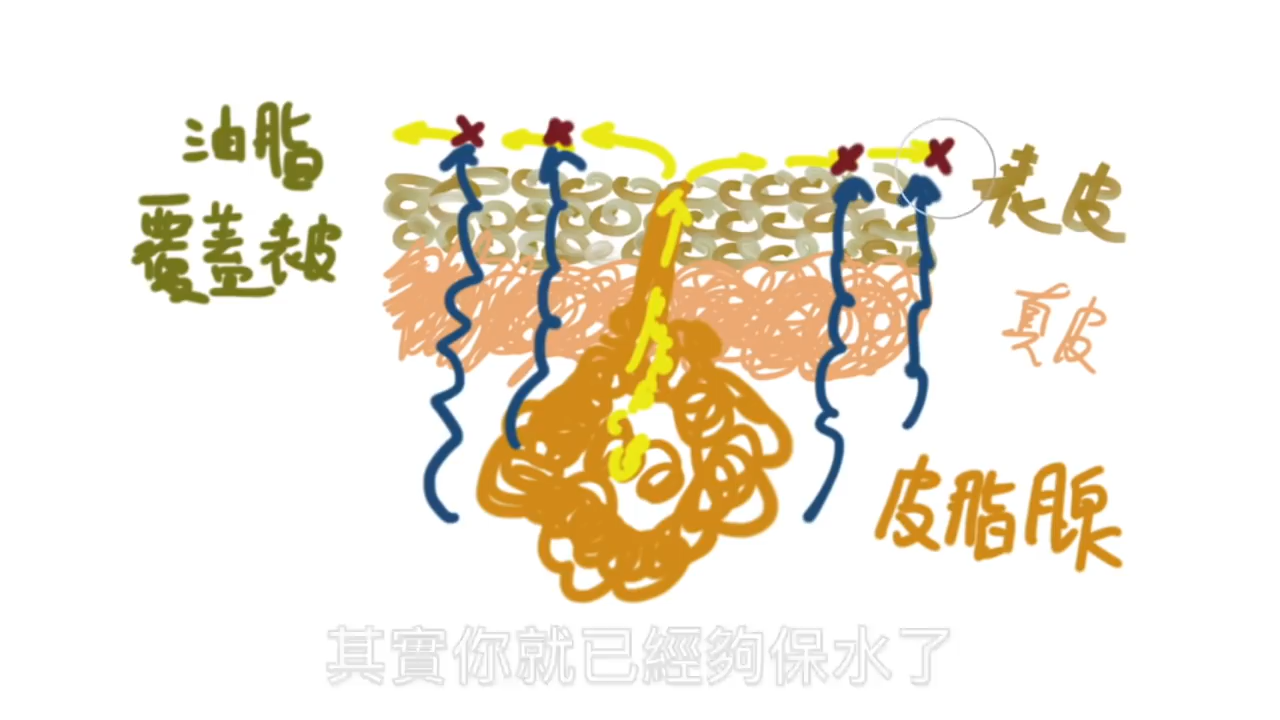 油脂
覆蓋表皮
表皮
真皮
皮脂腺
其實你就已經夠保水了